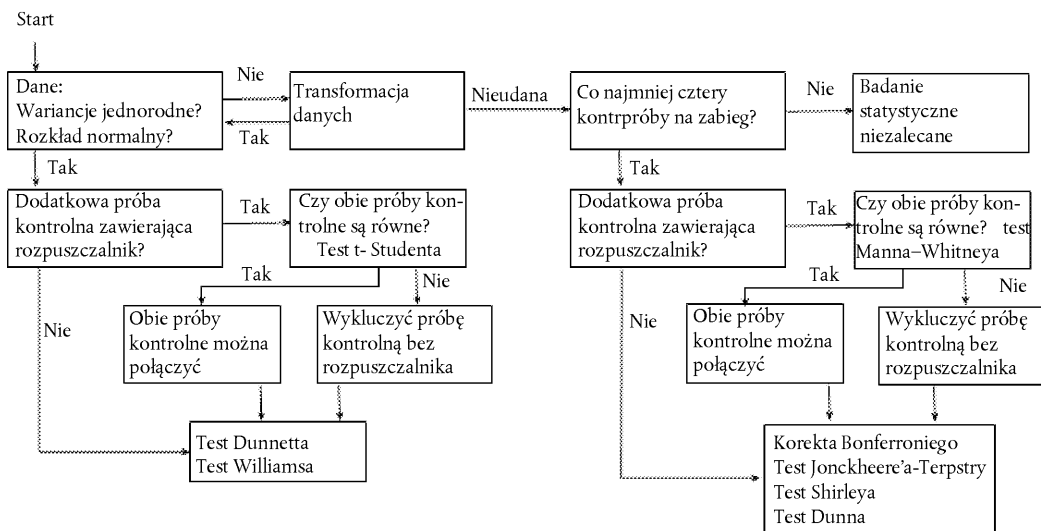 Start
Dane:
Wariancje jednorodne?
Rozkład normalny?
Nie
Tak
Transformacja
danych
Nieudana
Co najmniej cztery
kontrpróby na zabieg?
Nie
Badanie
statystyczne
niezalecane
Tak
Tak
Dodatkowa próba
kontrolna zawierająca
rozpuszczalnik?
Tak
Czy obie próby kon-
trolne są równe?
Test t- Studenta
Dodatkowa próba
kontrolna zawierająca
rozpuszczalnik?
Tak
Czy obie próby kon-
trolne są równe? test
Manna–Whitneya
Tak
Nie
Tak
Nie
Nie
Obie próby
kontrolne można
połączyć
Wykluczyć próbę
kontrolną bez
rozpuszczalnika
Nie
Obie próby
kontrolne można
połączyć
Wykluczyć próbę
kontrolną bez
rozpuszczalnika
Test Dunnetta
Test Williamsa
Korekta Bonferroniego
Test Jonckheere’a-Terpstry
Test Shirleya
Test Dunna